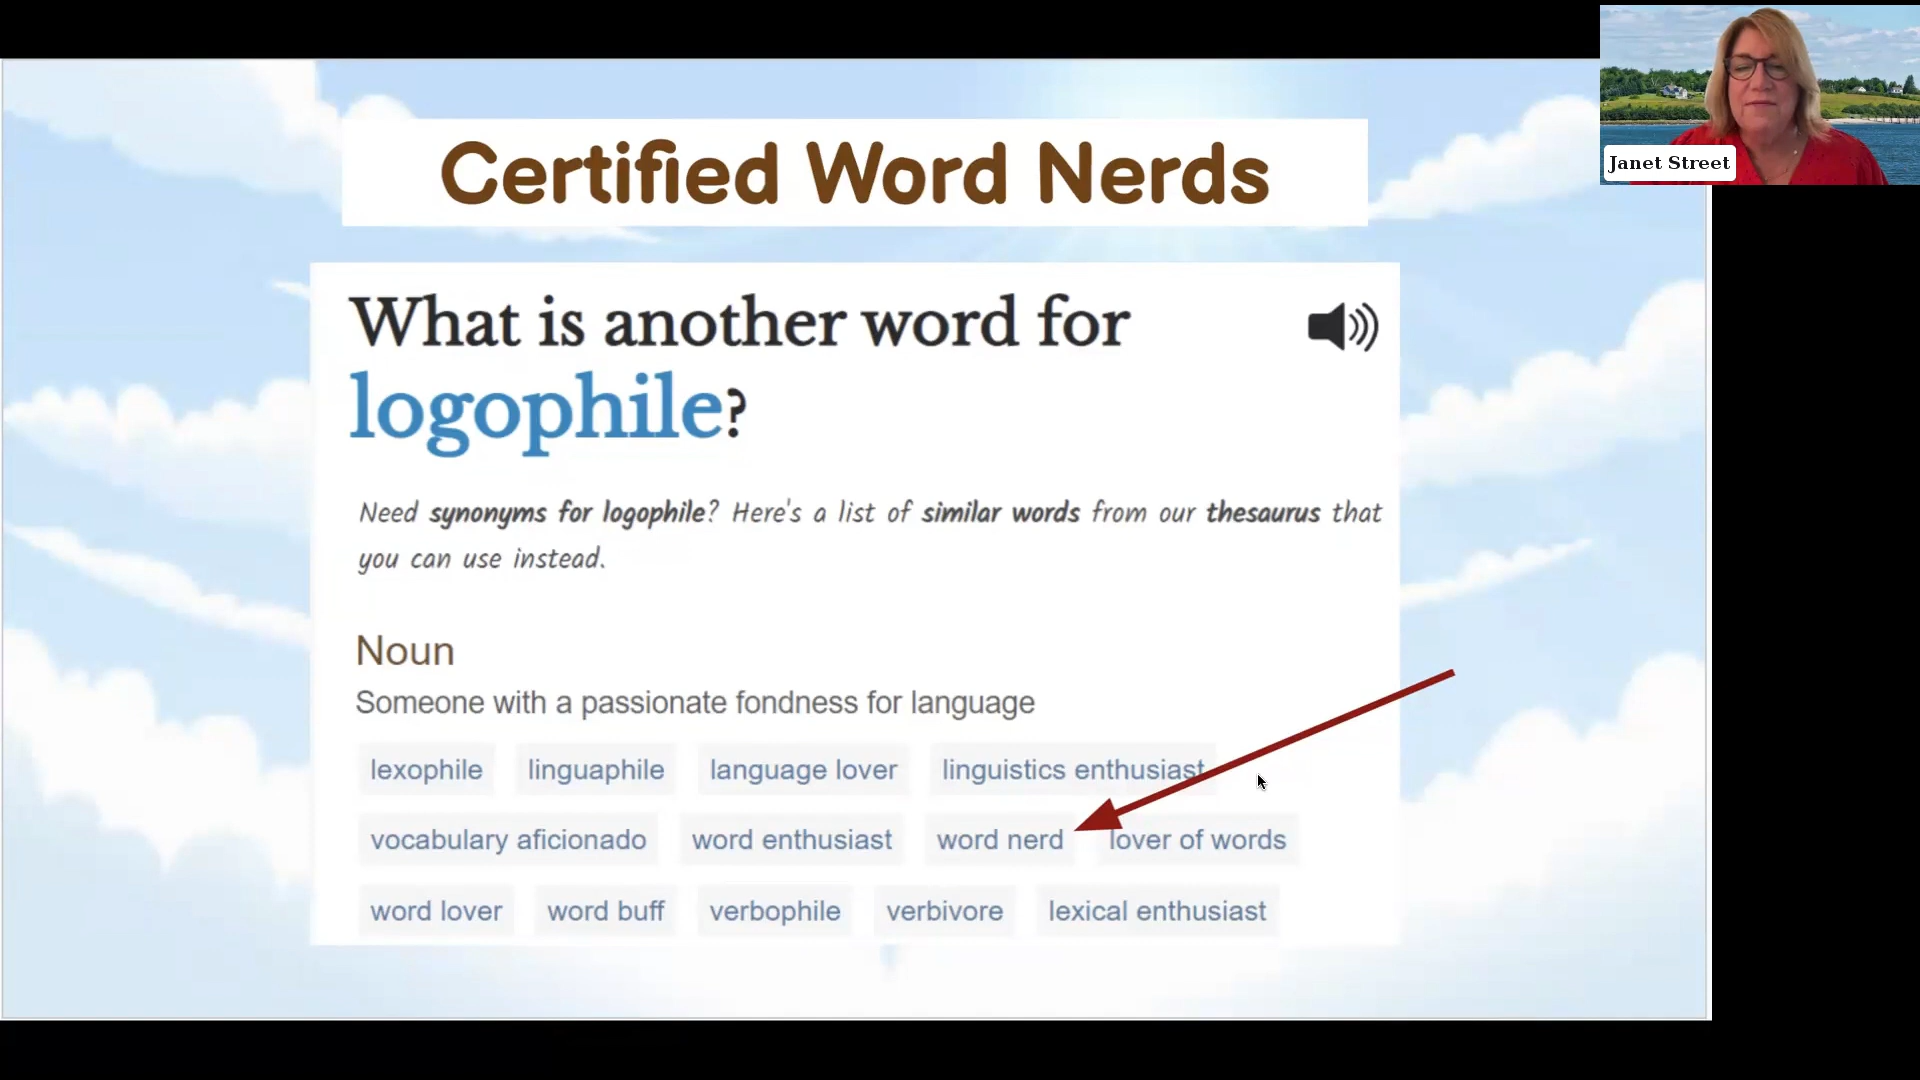 Certified Word Nerds
Janet Street
What is another word for
logophile?
Need synonyms for logophile? Here's a list of similar words from our thesaurus that
you can use instead.
Noun
Someone with a passionate fondness for language
lexophile linguaphile language lover linguistics enthusiast
vocabulary aficionado word enthusiast word nerd lover of words
word lover word buff verbophile verbivore lexical enthusiast